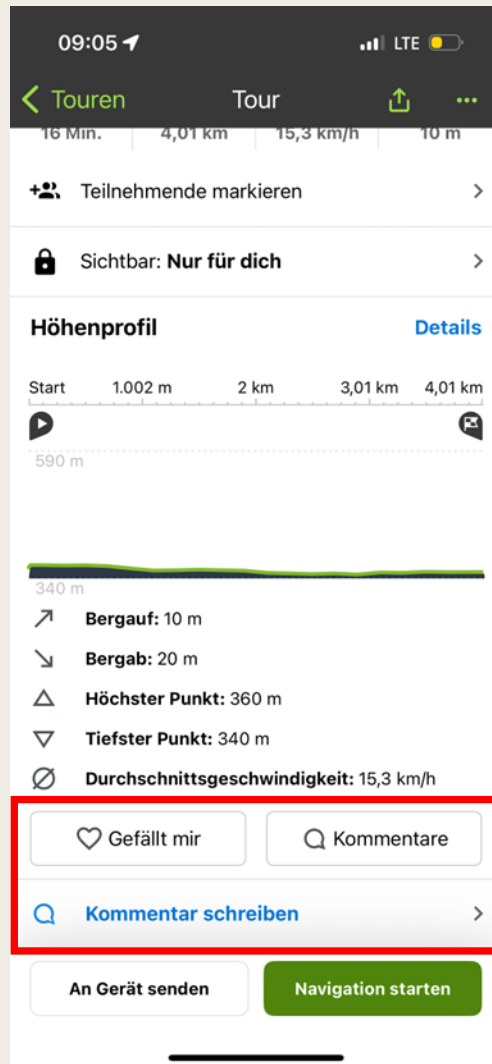 09:05 LTE
Touren Tour
16 Min. 4,01 km 15,3 km/h 10 m
Teilnehmende markieren
Sichtbar: Nur für dich
Höhenprofil Details
Start 1.002 m 2 km 3,01 km 4,01 km
590 m
340 m
Bergauf: 10 m
Bergab: 20 m
Höchster Punkt: 360 m
Tiefster Punkt: 340 m
Durchschnittsgeschwindigkeit: 15,3 km/h
Gefällt mir Kommentare
Kommentar schreiben
An Gerät senden Navigation starten